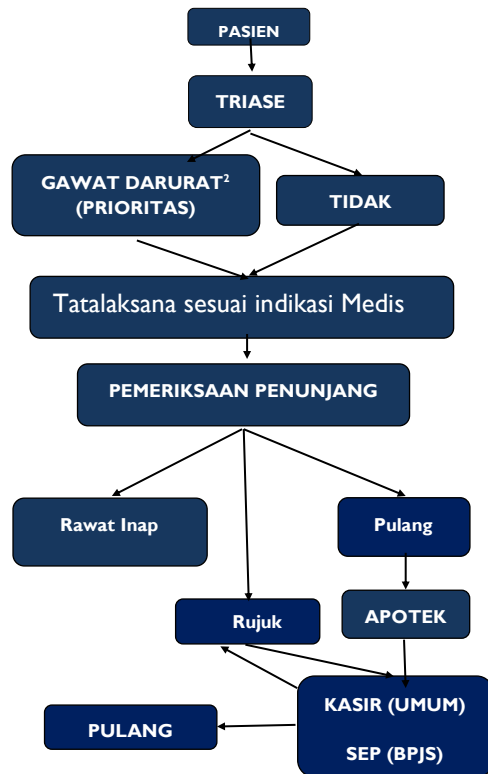 PASIEN
TRIASE
GAWAT DARURAT²
(PRIORITAS)
TIDAK
Tatalaksana sesuai indikasi Medis
PEMERIKSAAN PENUNJANG
Rawat Inap
Pulang
Rujuk
APOTEK
KASIR (UMUM)
SEP (BPJS)
PULANG